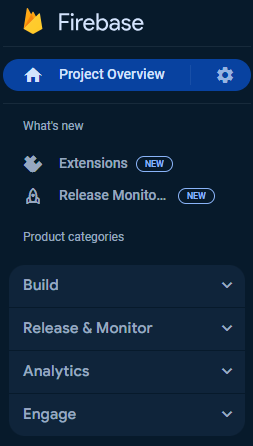 Firebase
Project Overview
What's new
Extensions NEW
Release Monito... NEW
Product categories
Build
Release & Monitor
Analytics
Engage